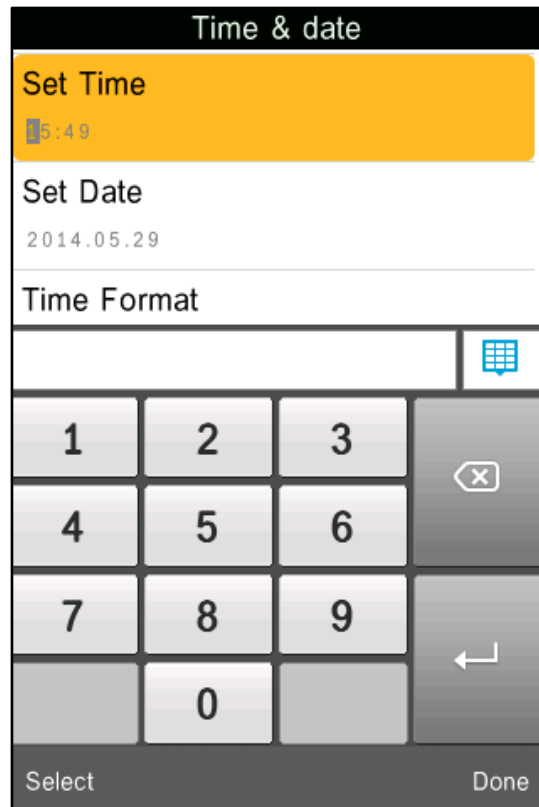 Time & date
Set Time
15:49
Set Date
2014.05.29
Time Format
1 2 3
4 5 6
7 8 9
0
Select Done